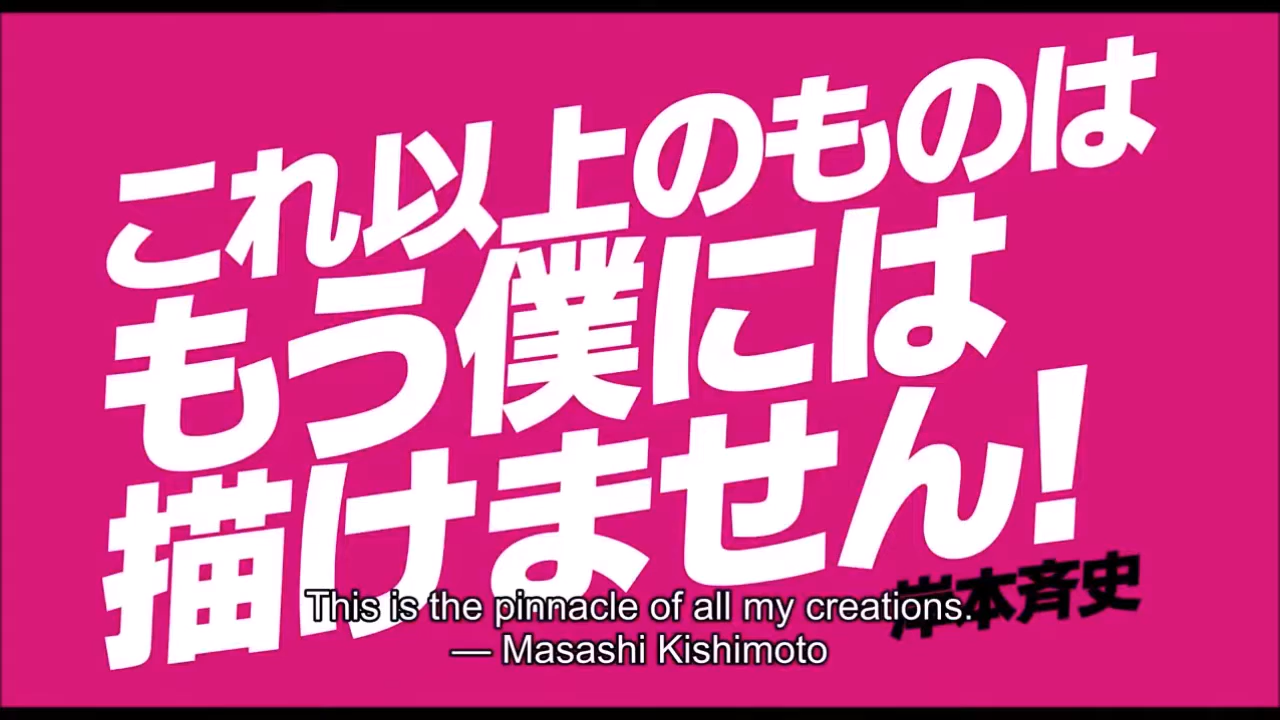 これ以上のものは
もう僕には
描けません!
岸本斉史
This is the pinnacle of all my creations.
— Masashi Kishimoto